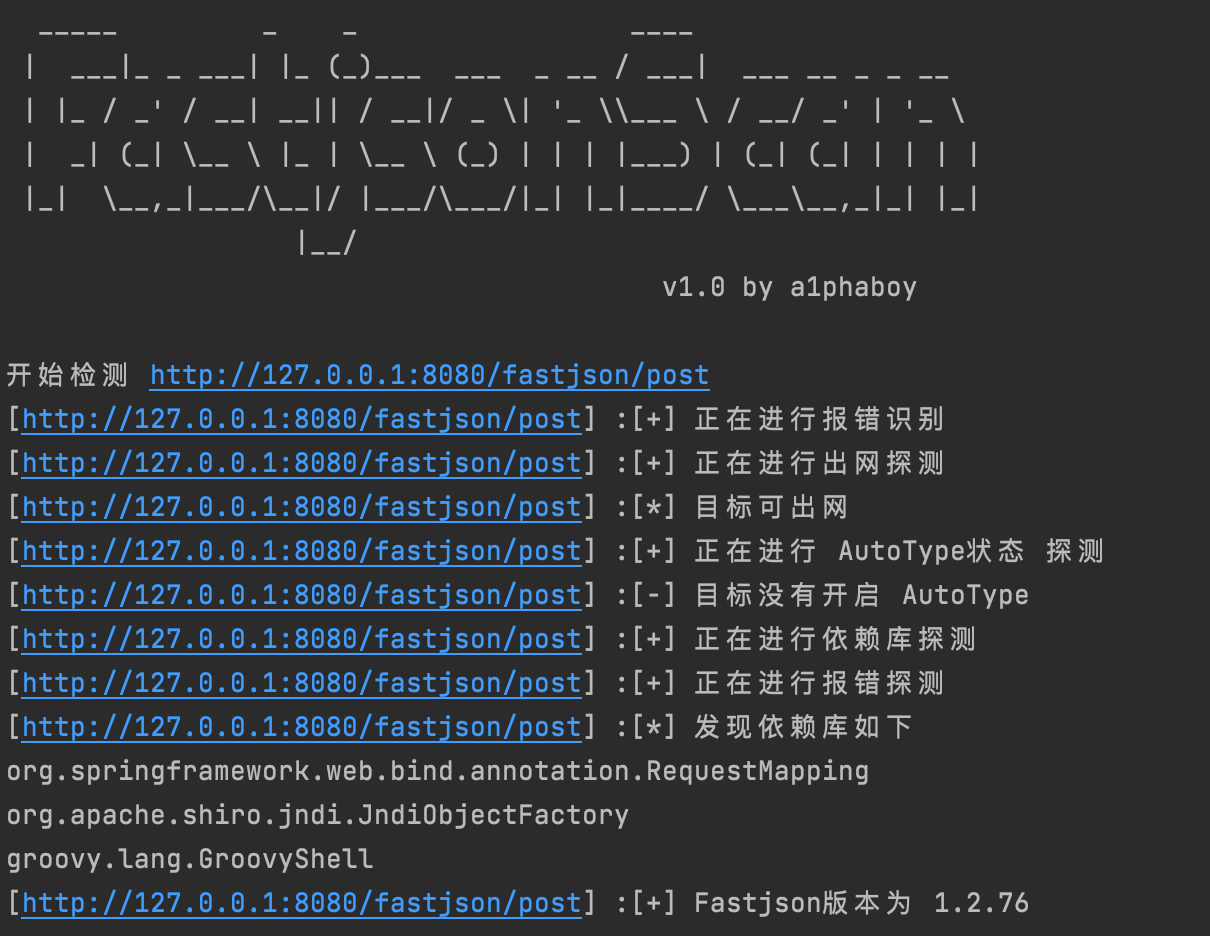 _____         _    _                 ____
|  ___|_ _ ___| |_ (_)___  ___  _ __ / ___|  ___ __ _ _ __
| |_ / _' / __| __|| / __|/ _ \| '_ \\___ \ / __/ _' | '_ \
|  _| (_| \__ \ |_ | \__ \ (_) | | | |___) | (_| (_| | | | |
|_|  \__,_|___/\__|/ |___/\___/|_| |_|____/ \___\__,_|_| |_|
                 |__/
v1.0 by a1phaboy
开始检测 http://127.0.0.1:8080/fastjson/post
[http://127.0.0.1:8080/fastjson/post] :[+] 正在进行报错识别
[http://127.0.0.1:8080/fastjson/post] :[+] 正在进行出网探测
[http://127.0.0.1:8080/fastjson/post] :[*] 目标可出网
[http://127.0.0.1:8080/fastjson/post] :[+] 正在进行 AutoType状态 探测
[http://127.0.0.1:8080/fastjson/post] :[-] 目标没有开启 AutoType
[http://127.0.0.1:8080/fastjson/post] :[+] 正在进行依赖库探测
[http://127.0.0.1:8080/fastjson/post] :[+] 正在进行报错探测
[http://127.0.0.1:8080/fastjson/post] :[*] 发现依赖库如下
org.springframework.web.bind.annotation.RequestMapping
org.apache.shiro.jndi.JndiObjectFactory
groovy.lang.GroovyShell
[http://127.0.0.1:8080/fastjson/post] :[+] Fastjson版本为 1.2.76